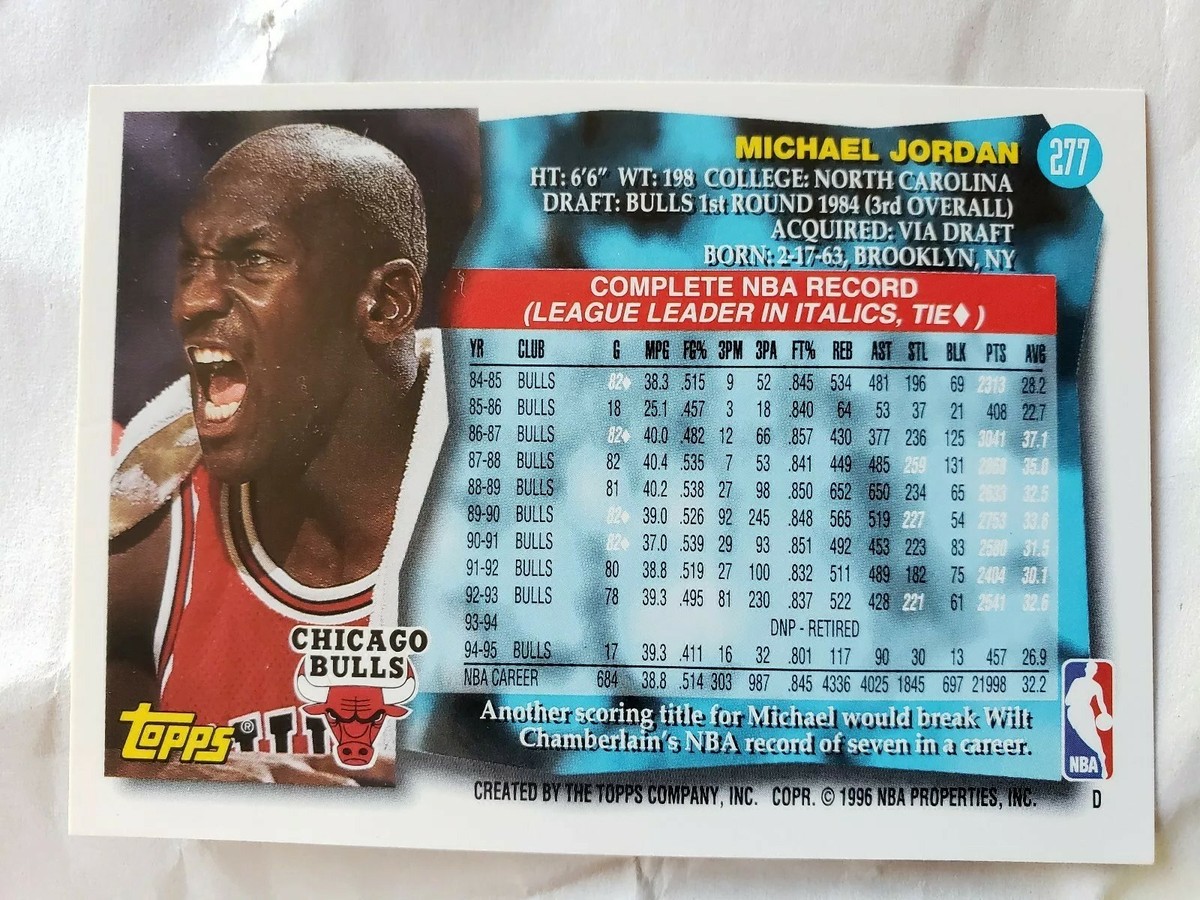 MICHAEL JORDAN 277
HT: 6'6" WT: 198 COLLEGE: NORTH CAROLINA
DRAFT: BULLS 1st ROUND 1984 (3rd OVERALL)
ACQUIRED: VIA DRAFT
BORN: 2-17-63, BROOKLYN, NY
COMPLETE NBA RECORD
(LEAGUE LEADER IN ITALICS, TIE♦)
YR CLUB G MPG FG% 3PM 3PA FT% REB AST STL BLK PTS AVG
84-85 BULLS 82♦ 38.3 .515 9 52 .845 534 481 196 69 2313 28.2
85-86 BULLS 18 25.1 .457 3 18 .840 64 53 37 21 408 22.7
86-87 BULLS 82♦ 40.0 .482 12 66 .857 430 377 236 125 3041 37.1
87-88 BULLS 82 40.4 .535 7 53 .841 449 485 259 131 2868 35.0
88-89 BULLS 81 40.2 .538 27 98 .850 652 650 234 65 2633 32.5
89-90 BULLS 82♦ 39.0 .526 92 245 .848 565 519 227 54 2753 33.6
90-91 BULLS 82♦ 37.0 .539 29 93 .851 492 453 223 83 2580 31.5
91-92 BULLS 80 38.8 .519 27 100 .832 511 489 182 75 2404 30.1
92-93 BULLS 78 39.3 .495 81 230 .837 522 428 221 61 2541 32.6
93-94 DNP - RETIRED
94-95 BULLS 17 39.3 .411 16 32 .801 117 90 30 13 457 26.9
NBA CAREER 684 38.8 .514 303 987 .845 4336 4025 1845 697 21998 32.2
CHICAGO
BULLS
Topps®
Another scoring title for Michael would break Wilt
Chamberlain's NBA record of seven in a career.
NBA
CREATED BY THE TOPPS COMPANY, INC. COPR. © 1996 NBA PROPERTIES, INC. D